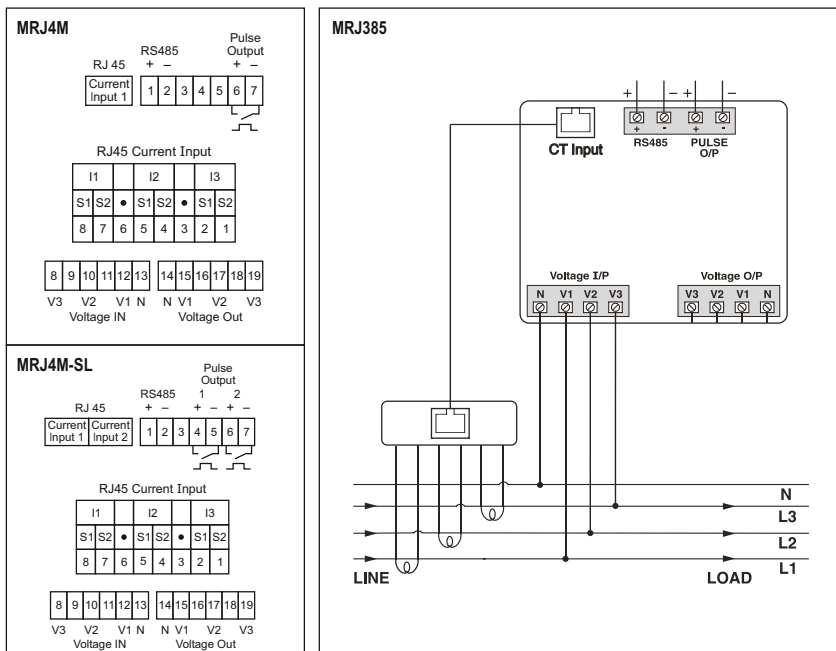 MRJ4M
Pulse
RS485 Output
RJ 45 + − + −
Current
Input 1
1 2 3 4 5 6 7
RJ45 Current Input
I1 I2 I3
S1 S2 • S1 S2 • S1 S2
8 7 6 5 4 3 2 1
8 9 10 11 12 13 14 15 16 17 18 19
V3 V2 V1 N N V1 V2 V3
Voltage IN Voltage Out
MRJ4M-SL
Pulse
Output
RS485 1 2
RJ 45 + − + − + −
Current Current
Input 1 Input 2
1 2 3 4 5 6 7
RJ45 Current Input
I1 I2 I3
S1 S2 • S1 S2 • S1 S2
8 7 6 5 4 3 2 1
8 9 10 11 12 13 14 15 16 17 18 19
V3 V2 V1 N N V1 V2 V3
Voltage IN Voltage Out
MRJ385
+ − + −
+ - + -
CT Input RS485 PULSE
O/P
Voltage I/P Voltage O/P
N V1 V2 V3 V3 V2 V1 N
N
L3
L2
L1
LINE LOAD